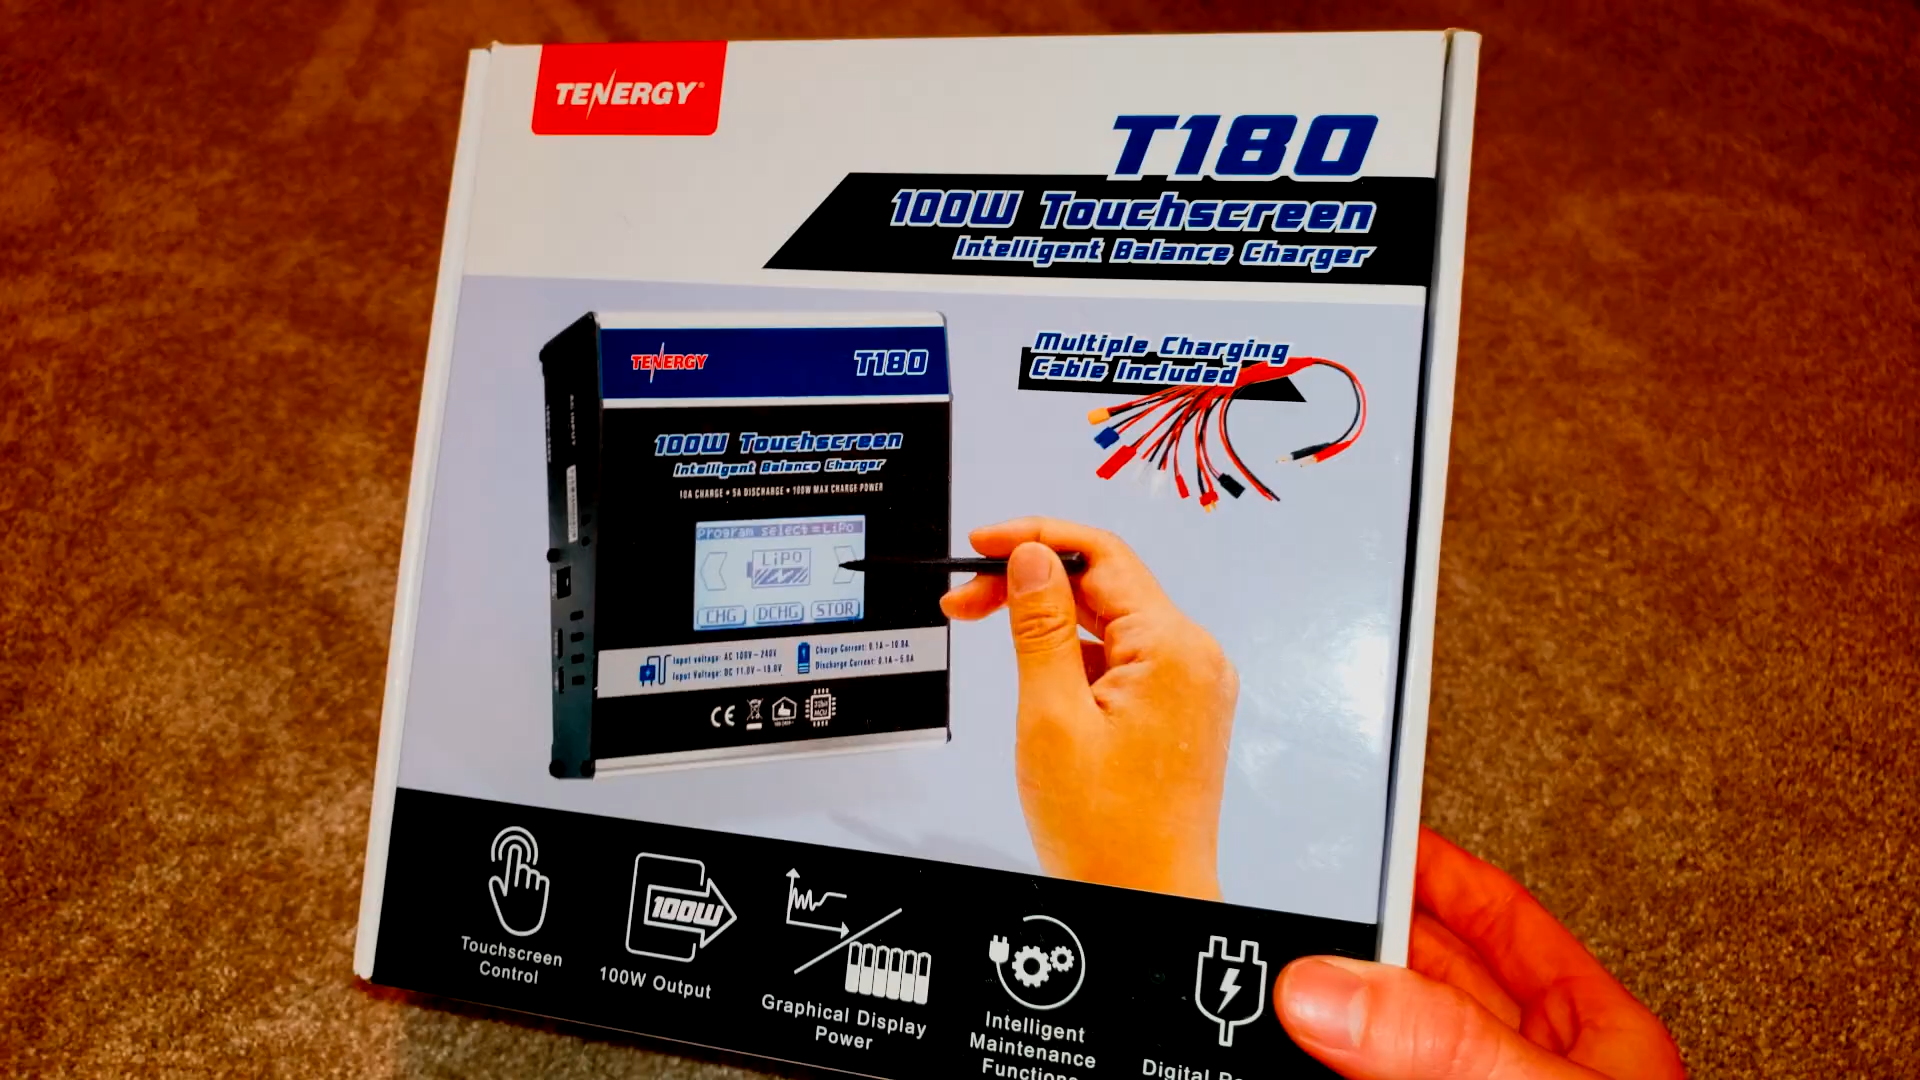 TENERGY
T180
100W Touchscreen
Intelligent Balance Charger
Multiple Charging
Cable Included
TENERGY
T180
100W Touchscreen
Intelligent Balance Charger
10A CHARGE • 5A DISCHARGE • 100W MAX CHARGE POWER
Program select=LiPo
LiPo
CHG DCHG STOR
Input voltage: AC 100V~240V
Input Voltage: DC 11.0V~18.0V
Charge Current: 0.1A~10.0A
Discharge Current: 0.1A~5.0A
CE
32bit
MCU
Touchscreen
Control
100W
100W Output
Graphical Display
Power
Intelligent
Maintenance
Functions
Digital